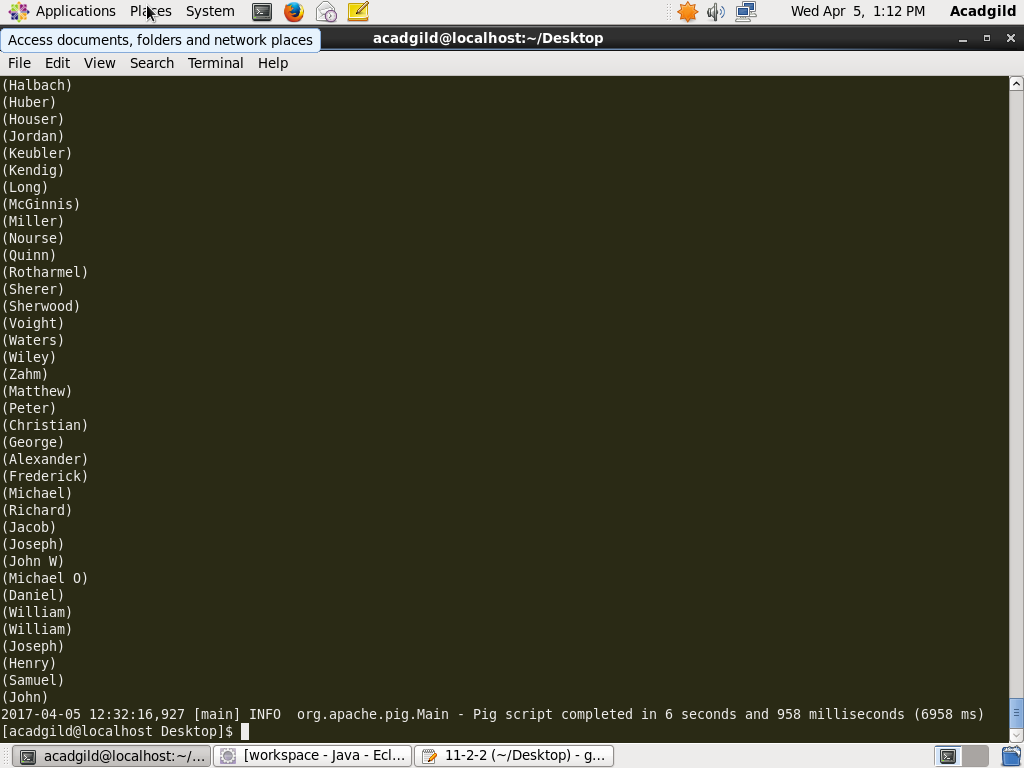 Applications Places System Wed Apr 5, 1:12 PM Acadgild
Access documents, folders and network places
acadgild@localhost:~/Desktop
File Edit View Search Terminal Help
(Halbach)
(Huber)
(Houser)
(Jordan)
(Keubler)
(Kendig)
(Long)
(McGinnis)
(Miller)
(Nourse)
(Quinn)
(Rotharmel)
(Sherer)
(Sherwood)
(Voight)
(Waters)
(Wiley)
(Zahm)
(Matthew)
(Peter)
(Christian)
(George)
(Alexander)
(Frederick)
(Michael)
(Richard)
(Jacob)
(Joseph)
(John W)
(Michael O)
(Daniel)
(William)
(William)
(Joseph)
(Henry)
(Samuel)
(John)
2017-04-05 12:32:16,927 [main] INFO  org.apache.pig.Main - Pig script completed in 6 seconds and 958 milliseconds (6958 ms)
[acadgild@localhost Desktop]$
acadgild@localhost:~/... [workspace - Java - Ecl... 11-2-2 (~/Desktop) - g...